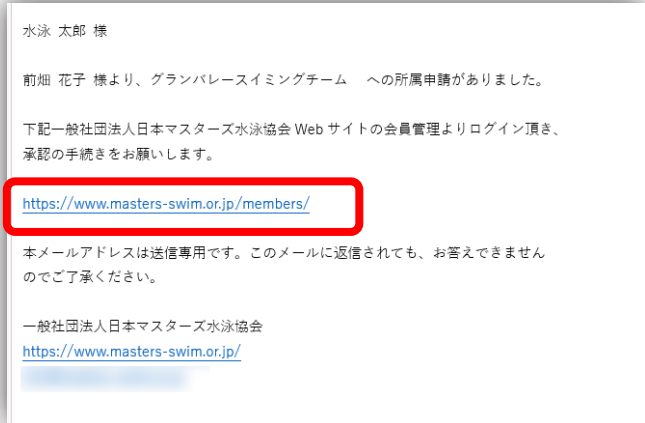 水泳 太郎 様
前畑 花子 様より、グランバレースイミングチーム　への所属申請がありました。
下記一般社団法人日本マスターズ水泳協会 Web サイトの会員管理よりログイン頂き、
承認の手続きをお願いします。
https://www.masters-swim.or.jp/members/
本メールアドレスは送信専用です。このメールに返信されても、お答えできません
のでご了承ください。
一般社団法人日本マスターズ水泳協会
https://www.masters-swim.or.jp/